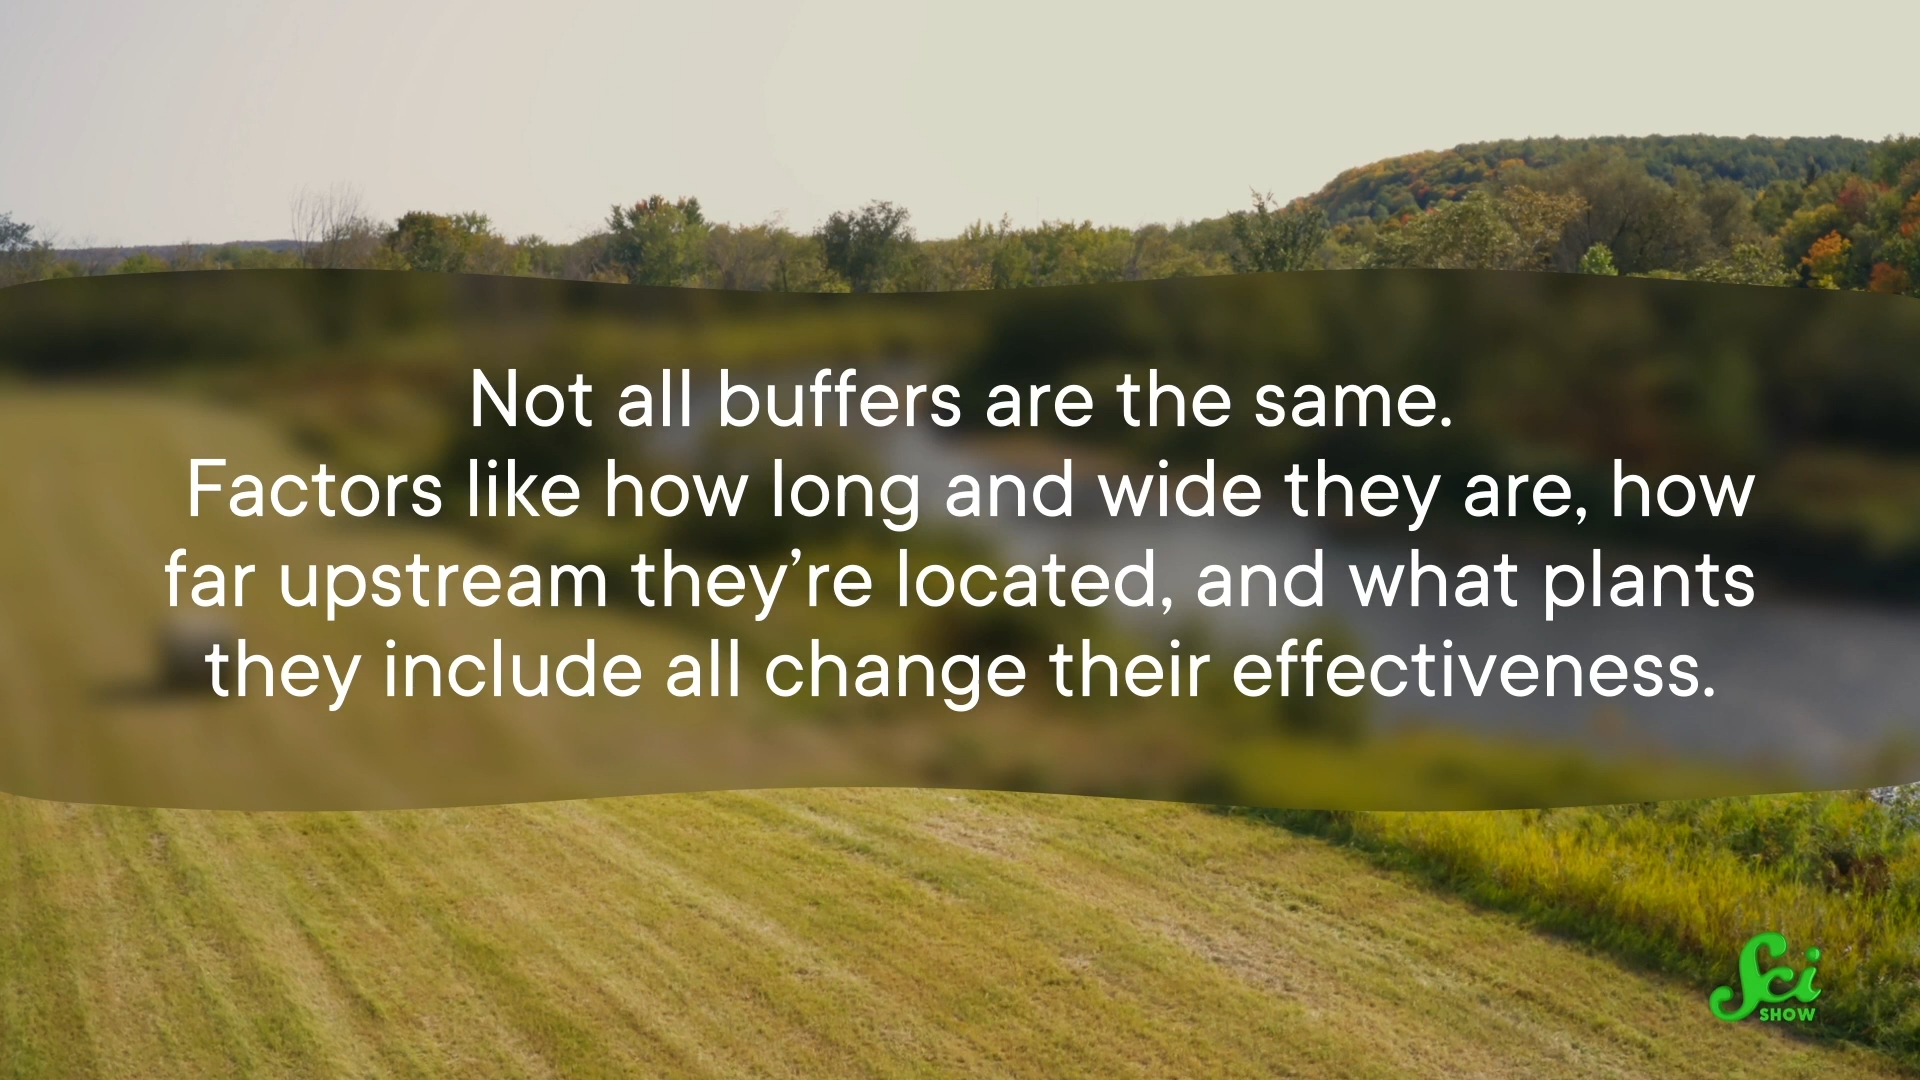 Not all buffers are the same.
Factors like how long and wide they are, how
far upstream they’re located, and what plants
they include all change their effectiveness.
Sci
SHOW